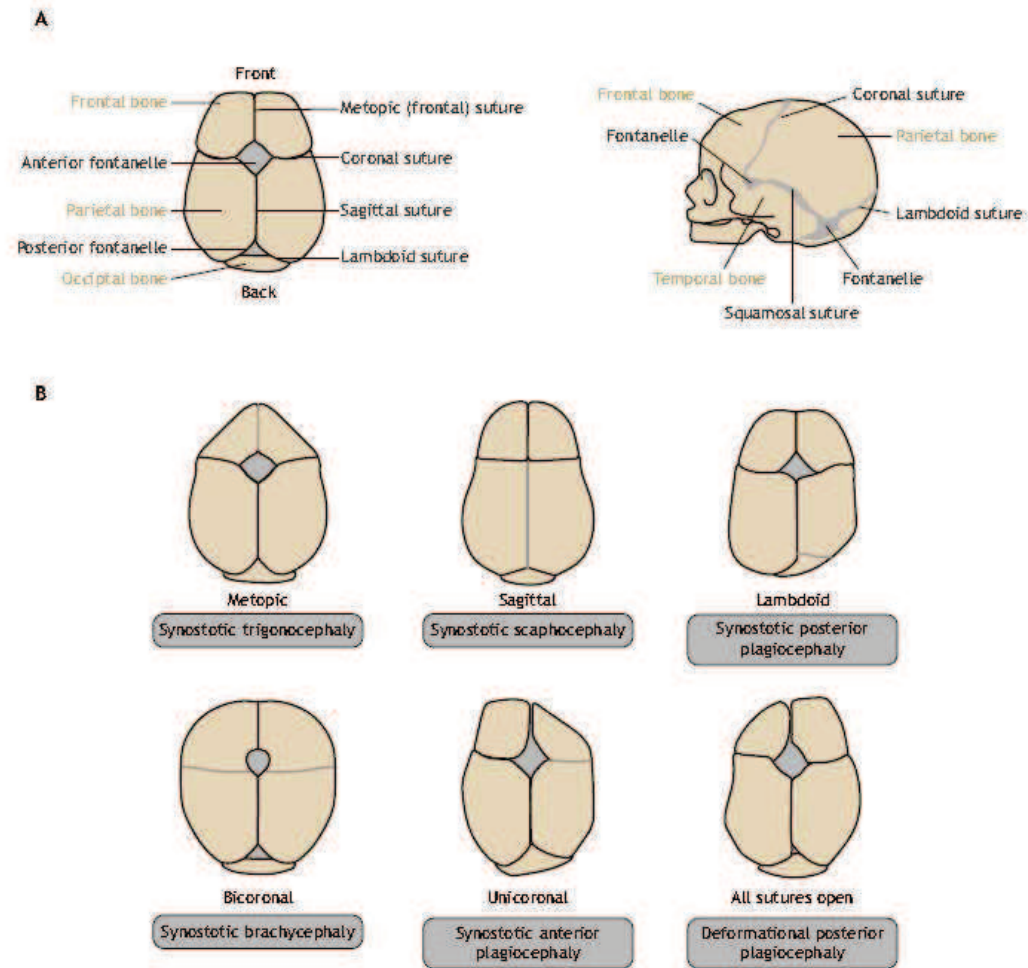 A
Front
Frontal bone
Metopic (frontal) suture
Anterior fontanelle
Coronal suture
Parietal bone
Sagittal suture
Posterior fontanelle
Lambdoid suture
Occiptal bone
Back
Frontal bone
Coronal suture
Fontanelle
Parietal bone
Lambdoid suture
Temporal bone
Fontanelle
Squamosal suture
B
Metopic
Synostotic trigonocephaly
Sagittal
Synostotic scaphocephaly
Lambdoid
Synostotic posterior
plagiocephaly
Bicoronal
Synostotic brachycephaly
Unicoronal
Synostotic anterior
plagiocephaly
All sutures open
Deformational posterior
plagiocephaly